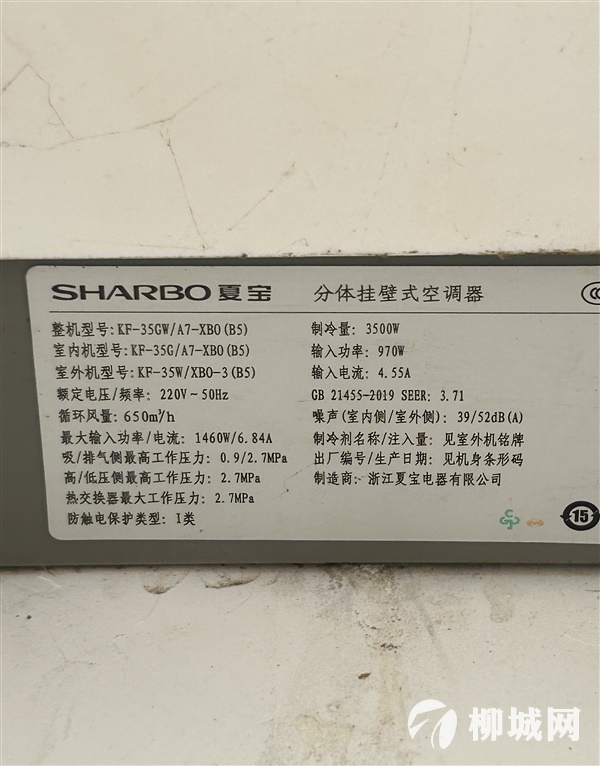 SHARBO 夏宝 分体挂壁式空调器
整机型号: KF-35GW/A7-XBO(B5)
室内机型号: KF-35G/A7-XBO(B5)
室外机型号: KF-35W/XBO-3(B5)
额定电压/频率: 220V～50Hz
循环风量: 650m³/h
最大输入功率/电流: 1460W/6.84A
吸/排气侧最高工作压力: 0.9/2.7MPa
高/低压侧最高工作压力: 2.7MPa
热交换器最大工作压力: 2.7MPa
防触电保护类型: I类
制冷量: 3500W
输入功率: 970W
输入电流: 4.55A
GB 21455-2019 SEER: 3.71
噪声(室内侧/室外侧): 39/52dB(A)
制冷剂名称/注入量: 见室外机铭牌
出厂编号/生产日期: 见机身条形码
制造商: 浙江夏宝电器有限公司
15
柳城网